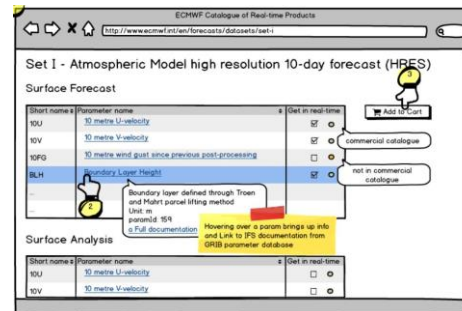 ECMWF Catalogue of Real-time Products
http://www.ecmwf.int/en/forecasts/datasets/set-i
Set I - Atmospheric Model high resolution 10-day forecast (HRES)
3
Surface Forecast
Add to Cart
Short name Parameter name Get in real-time
10U 10 metre U-velocity
10V 10 metre V-velocity
commercial catalogue
10FG 10 metre wind gust since previous post-processing
BLH Boundary Layer Height
not in commercial
catalogue
...
...
2
Boundary layer defined through Troen
and Mahrt parcel lifting method
Unit: m
paramId: 159
Full documentation
Hovering over a param brings up info
and Link to IFS documentation from
GRIB parameter database
Surface Analysis
Short name Parameter name Get in real-time
10U 10 metre U-velocity
10V 10 metre V-velocity